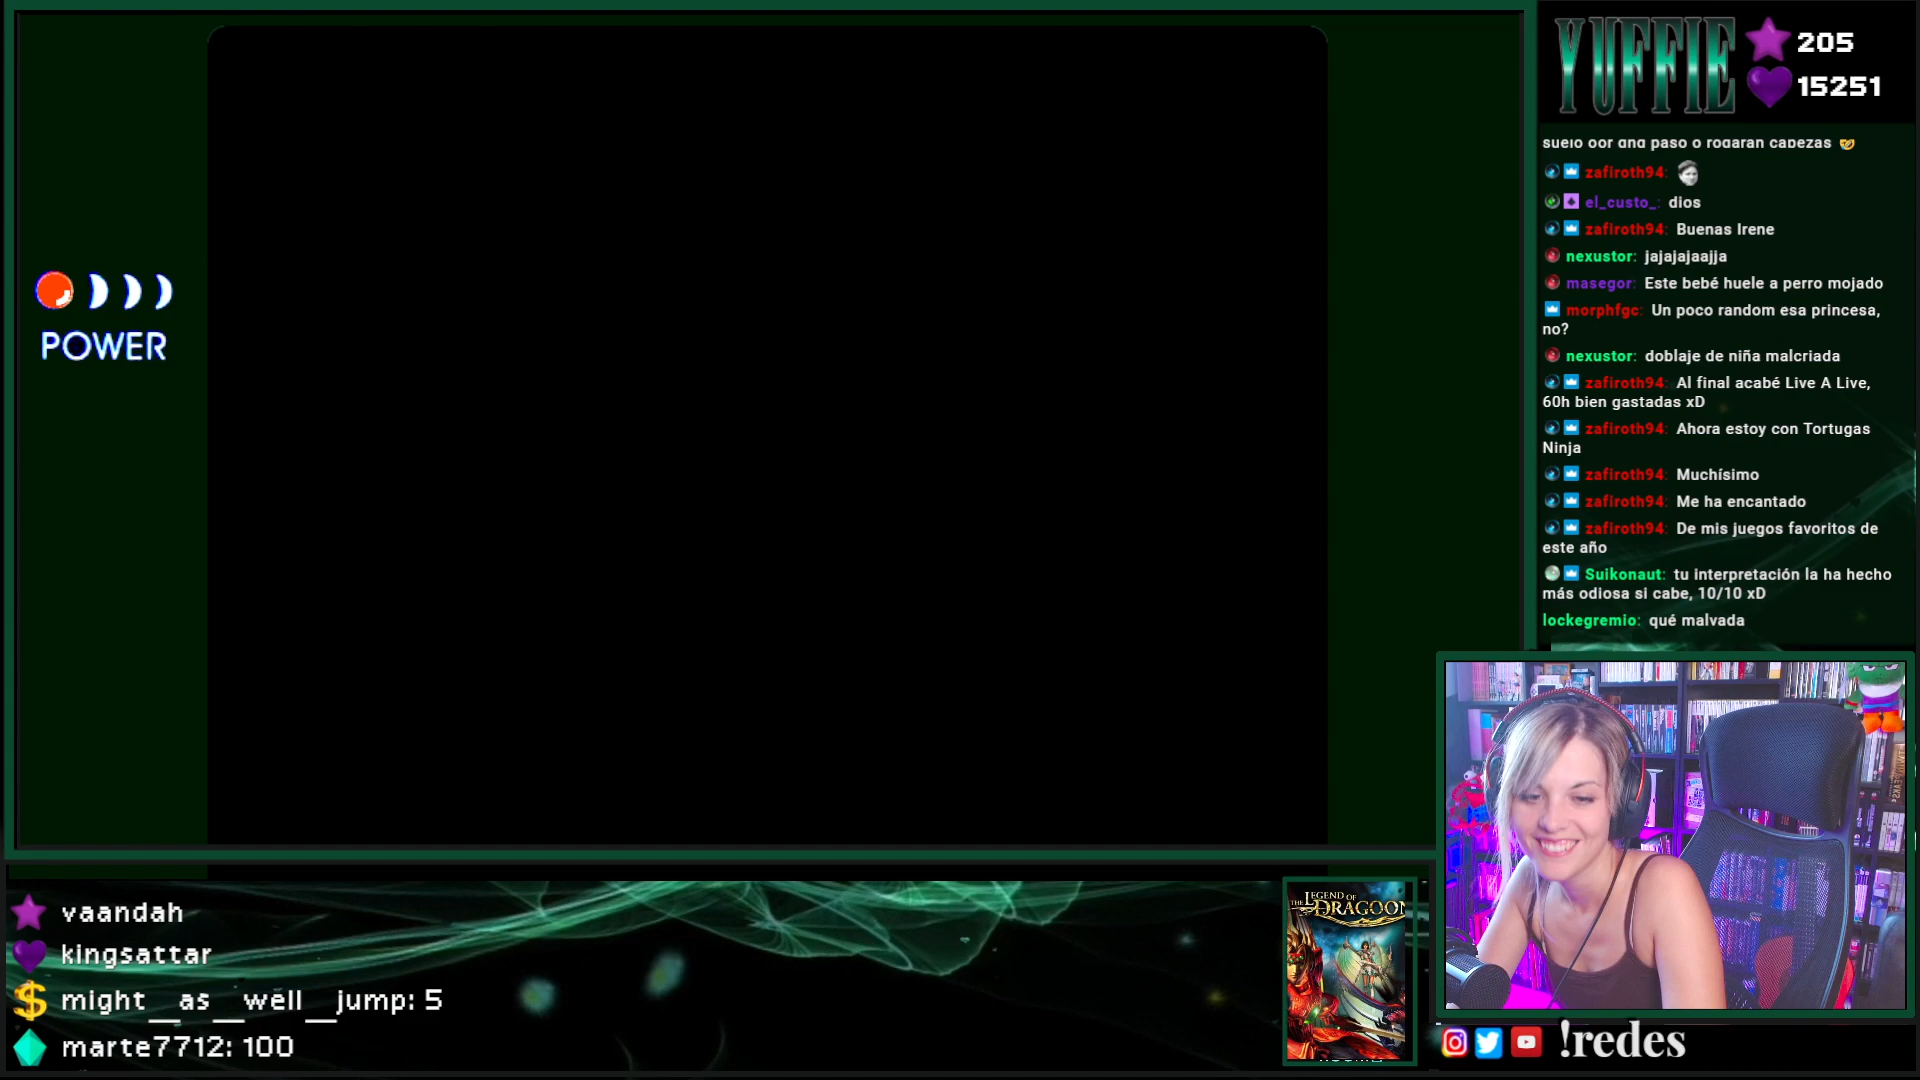 YUFFIE
205
15251
suelo oor ana paso o rodaran cabezas
zafiroth94:
el_custo_: dios
zafiroth94: Buenas Irene
nexustor: jajajajaajja
masegor: Este bebé huele a perro mojado
morphfgc: Un poco random esa princesa,
no?
nexustor: doblaje de niña malcriada
zafiroth94: Al final acabé Live A Live,
60h bien gastadas xD
zafiroth94: Ahora estoy con Tortugas
Ninja
zafiroth94: Muchísimo
zafiroth94: Me ha encantado
zafiroth94: De mis juegos favoritos de
este año
Suikonaut: tu interpretación la ha hecho
más odiosa si cabe, 10/10 xD
lockegremio: qué malvada
POWER
vaandah
kingsattar
might__as__well__jump: 5
marte7712: 100
THE LEGEND OF
DRAGOON
!redes